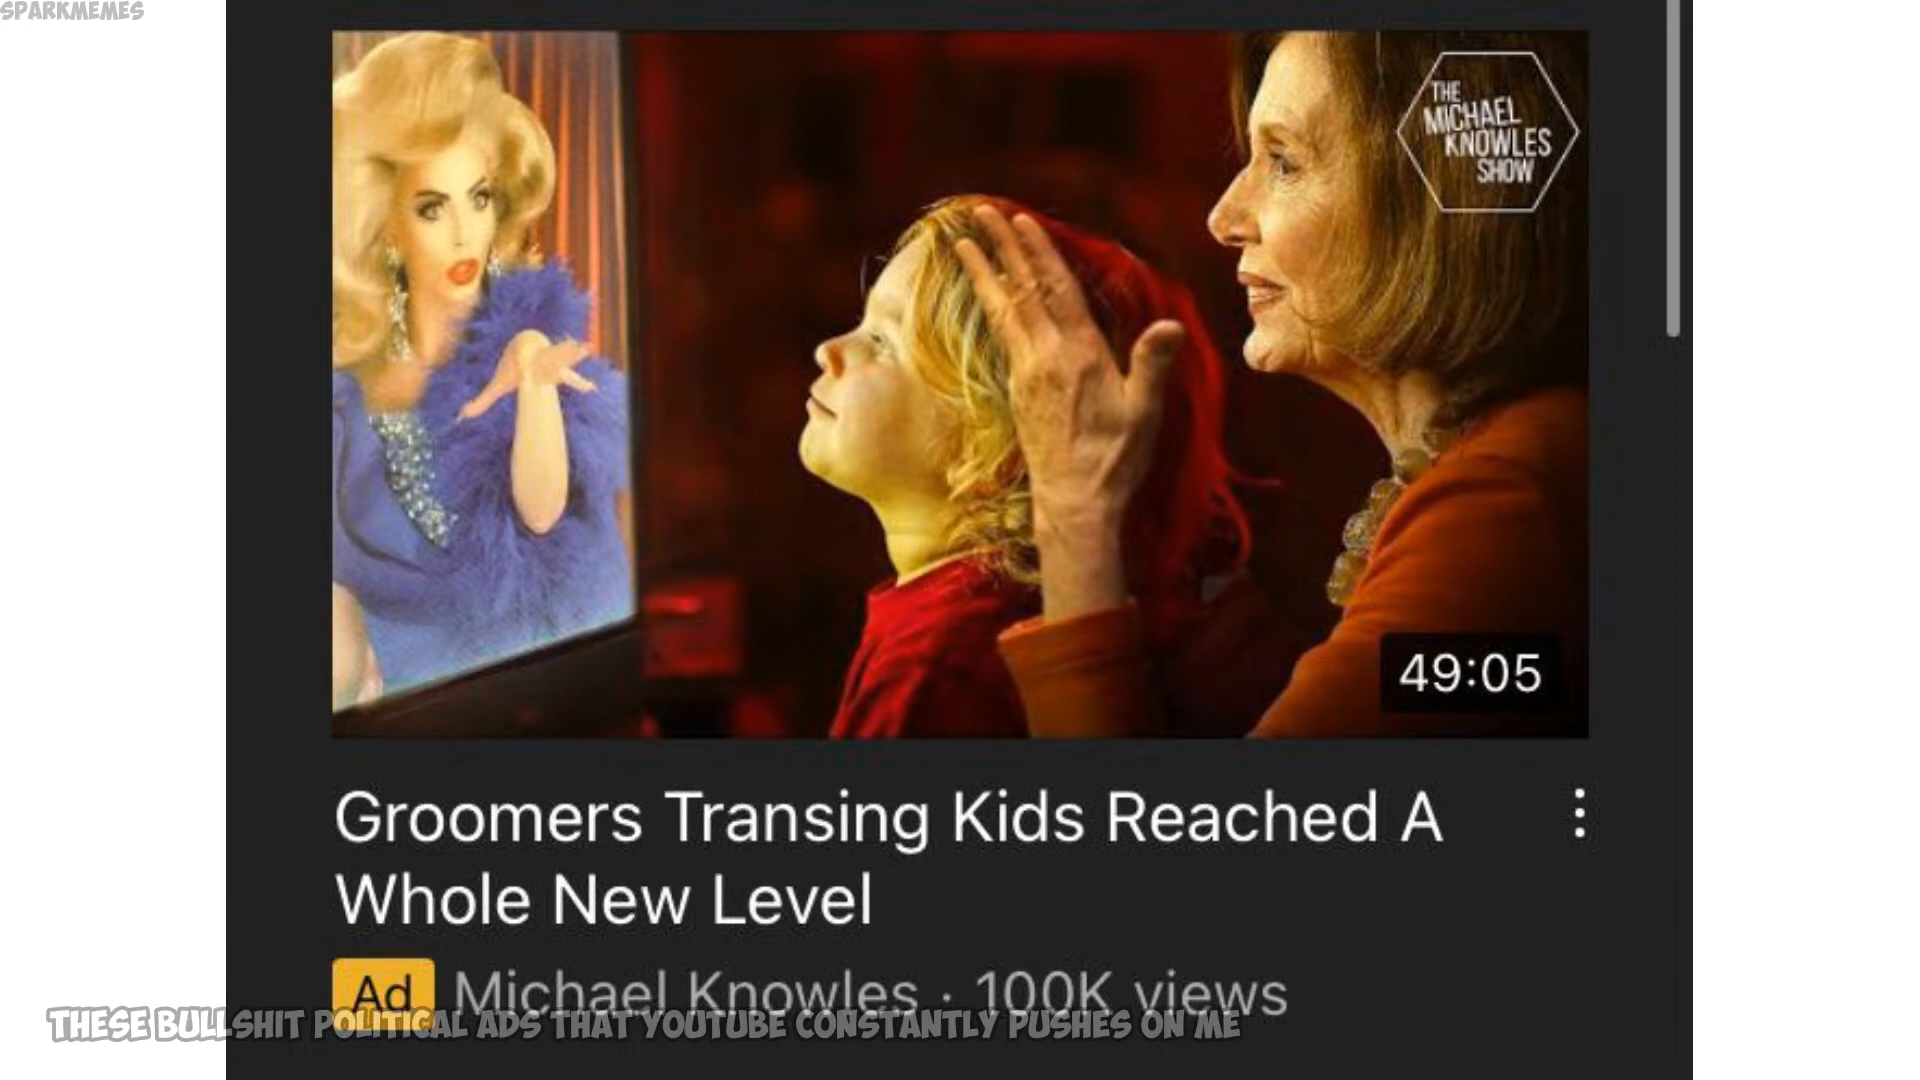 SPARKMEMES
THE
MICHAEL
KNOWLES
SHOW
49:05
Groomers Transing Kids Reached A
Whole New Level
Ad Michael Knowles · 100K views
THESE BULLSHIT POLITICAL ADS THAT YOUTUBE CONSTANTLY PUSHES ON ME